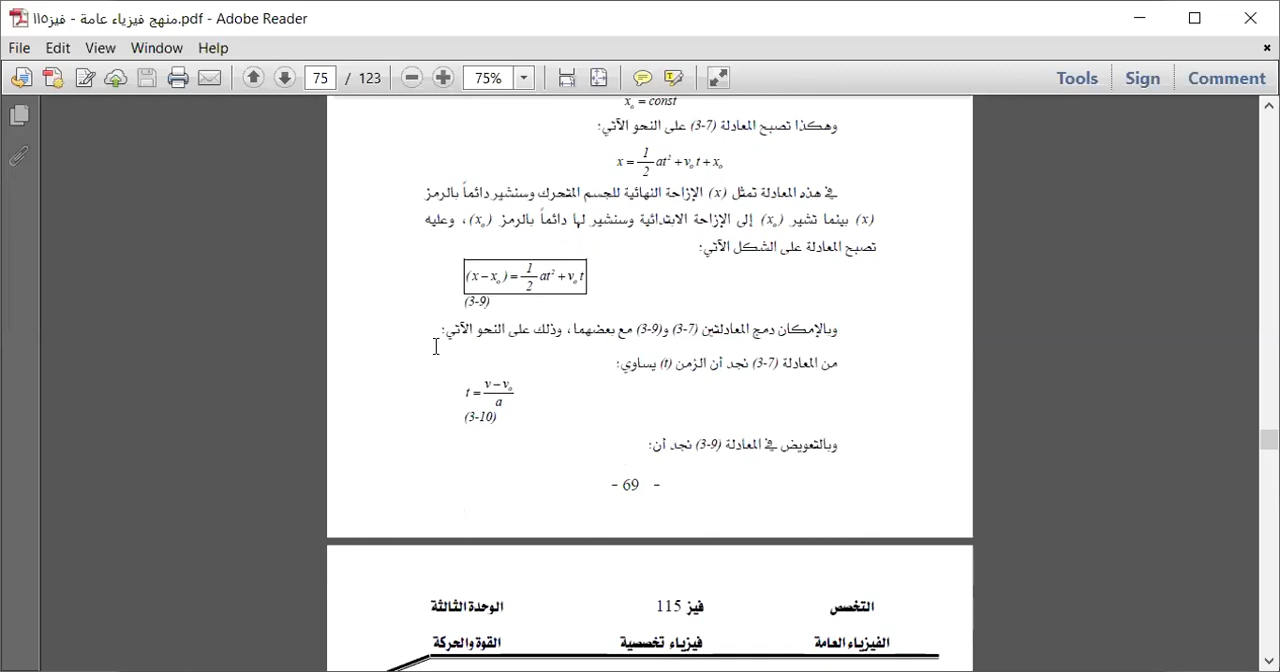 منهج فيزياء عامة - فيز١١٥.pdf - Adobe Reader
File Edit View Window Help
75 / 123 75% Tools Sign Comment
x₀ = const
وهكذا تصبح المعادلة (3-7) على النحو الآتي:
x = 1/2 at² + v₀ t + x₀
في هذه المعادلة تمثل (x) الإزاحة النهائية للجسم المتحرك وسنشير دائماً بالرمز
(x) بينما تشير (x₀) إلى الإزاحة الابتدائية وسنشير لها دائماً بالرمز (x₀)، وعليه
تصبح المعادلة على الشكل الآتي:
(x − x₀) = 1/2 at² + v₀ t
(3-9)
وبالإمكان دمج المعادلتين (3-7) و(3-9) مع بعضهما، وذلك على النحو الآتي:
من المعادلة (3-7) نجد أن الزمن (t) يساوي:
t = (v − v₀)/a
(3-10)
وبالتعويض في المعادلة (3-9) نجد أن:
- 69 -
التخصص فيز 115 الوحدة الثالثة
الفيزياء العامة فيزياء تخصصية القوة والحركة